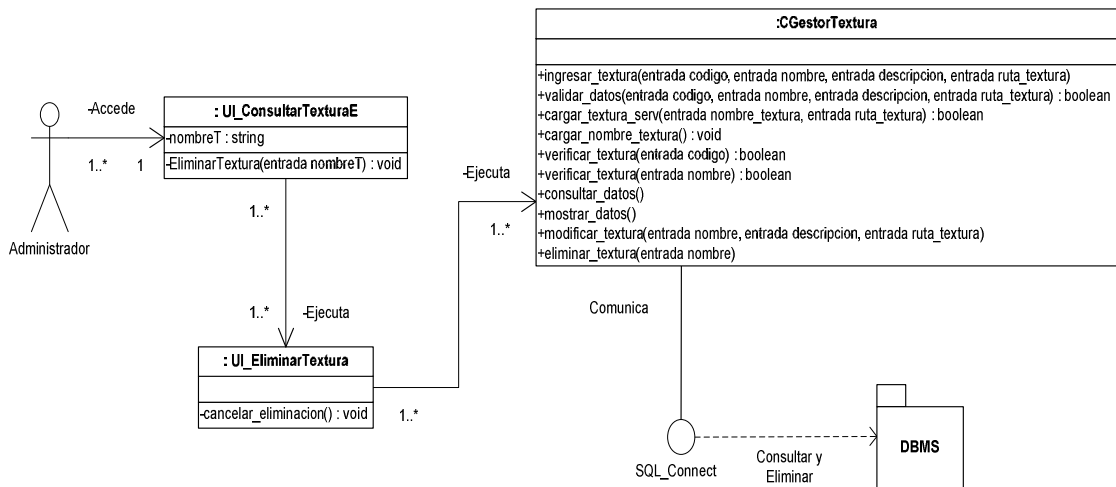 :CGestorTextura
+ingresar_textura(entrada codigo, entrada nombre, entrada descripcion, entrada ruta_textura)
+validar_datos(entrada codigo, entrada nombre, entrada descripcion, entrada ruta_textura) : boolean
+cargar_textura_serv(entrada nombre_textura, entrada ruta_textura) : boolean
+cargar_nombre_textura() : void
+verificar_textura(entrada codigo) : boolean
+verificar_textura(entrada nombre) : boolean
+consultar_datos()
+mostrar_datos()
+modificar_textura(entrada nombre, entrada descripcion, entrada ruta_textura)
+eliminar_textura(entrada nombre)
-Accede
: UI_ConsultarTexturaE
-nombreT : string
-EliminarTextura(entrada nombreT) : void
1..*
1
Administrador
1..*
-Ejecuta
1..*
1..*
-Ejecuta
: UI_EliminarTextura
-cancelar_eliminacion() : void
1..*
Comunica
SQL_Connect
Consultar y
Eliminar
DBMS